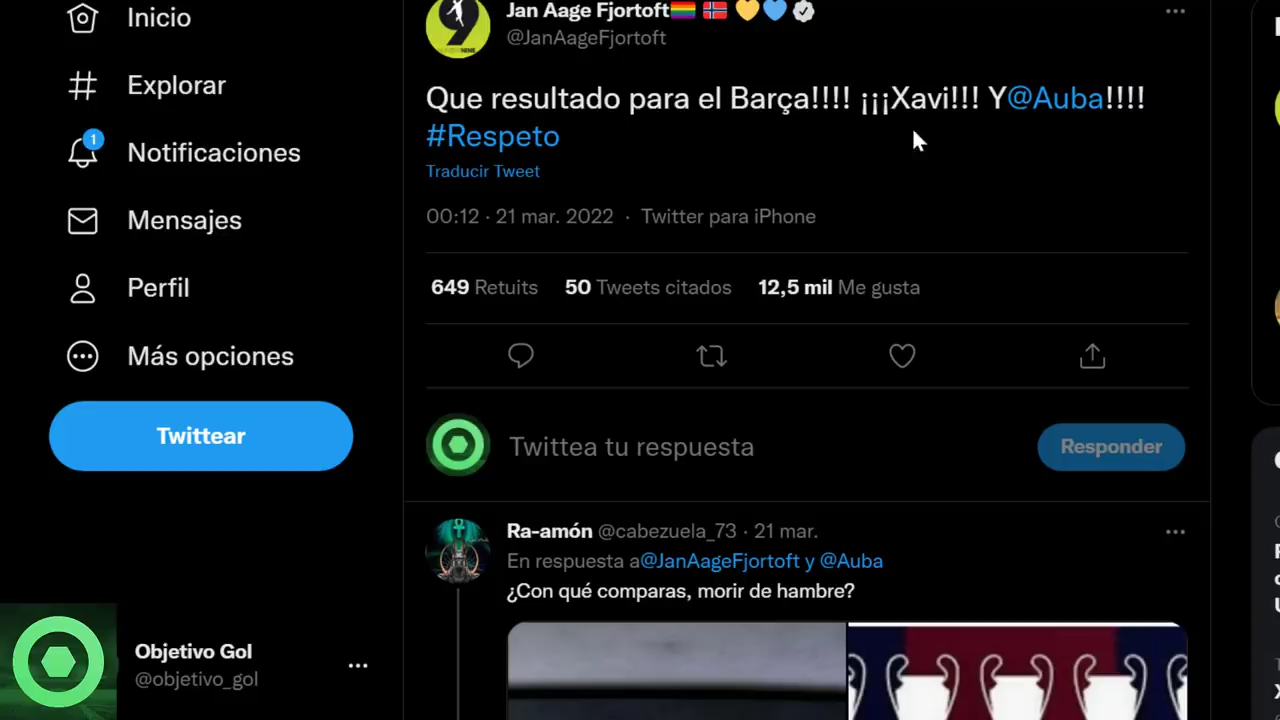 Inicio
Explorar
1
Notificaciones
Mensajes
Perfil
Más opciones
Twittear
Objetivo Gol
@objetivo_gol
Jan Aage Fjortoft
@JanAageFjortoft
Que resultado para el Barça!!!! ¡¡¡Xavi!!! Y@Auba!!!!
#Respeto
Traducir Tweet
00:12 · 21 mar. 2022 · Twitter para iPhone
649 Retuits 50 Tweets citados 12,5 mil Me gusta
Twittea tu respuesta
Responder
Ra-amón @cabezuela_73 · 21 mar.
En respuesta a@JanAageFjortoft y @Auba
¿Con qué comparas, morir de hambre?